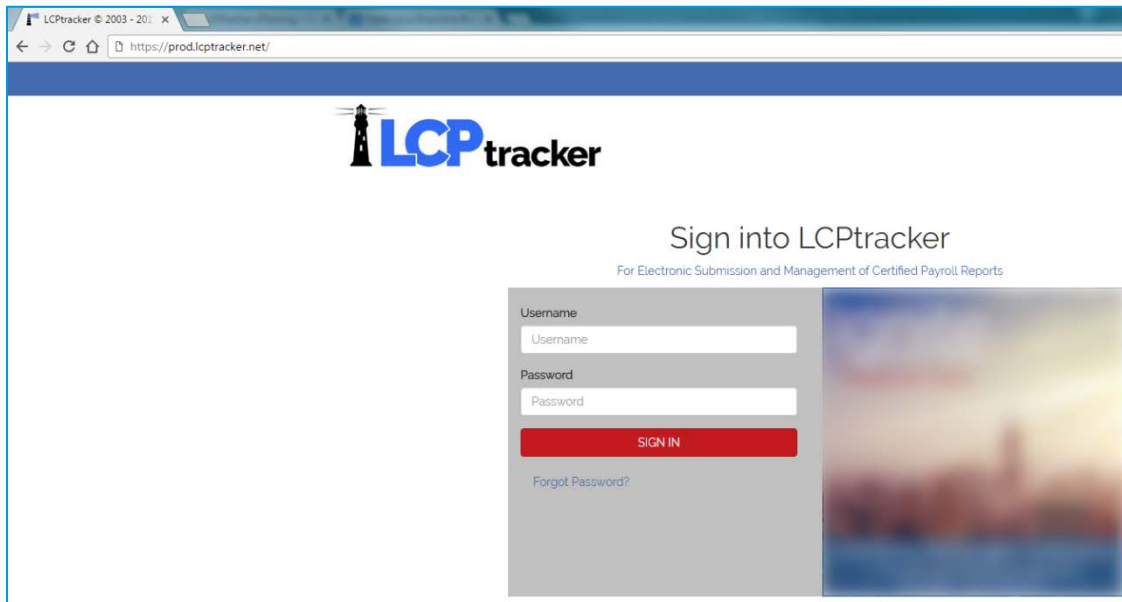 LCPtracker © 2003 - 201
https://prod.lcptracker.net/
LCPtracker
Sign into LCPtracker
For Electronic Submission and Management of Certified Payroll Reports
Username
Username
Password
Password
SIGN IN
Forgot Password?